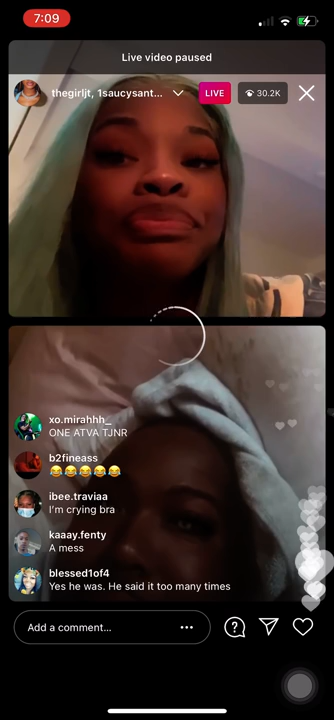 7:09
Live video paused
thegirljt, 1saucysant...
LIVE
30.2K
xo.mirahhh_
ONE ATVA TJNR
b2fineass
😂😂😂😂😂
ibee.traviaa
I'm crying bra
kaaay.fenty
A mess
blessed1of4
Yes he was. He said it too many times
Add a comment...